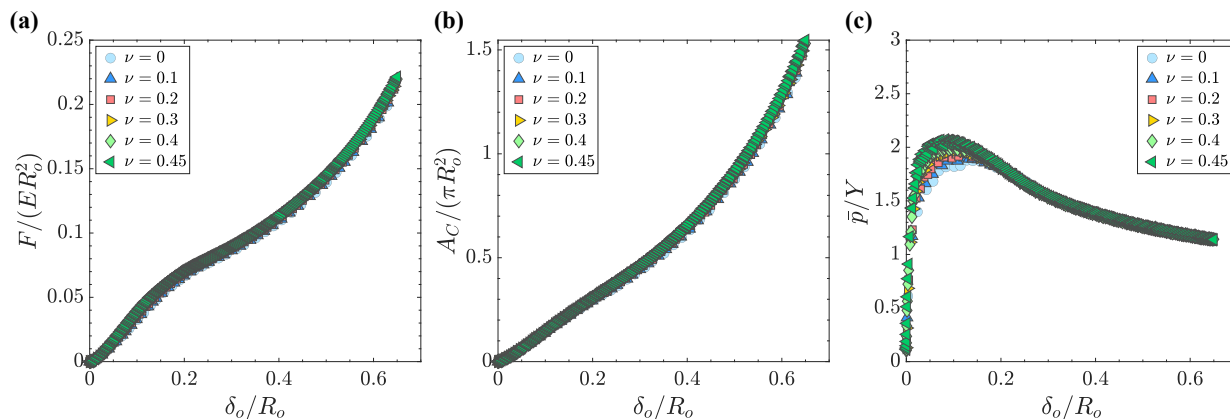 (a)
F/(ER_o^2)
0.25
0.2
0.15
0.1
0.05
0
ν = 0
ν = 0.1
ν = 0.2
ν = 0.3
ν = 0.4
ν = 0.45
0 0.2 0.4 0.6
δ_o/R_o
(b)
A_C/(πR_o^2)
1.5
1
0.5
0
ν = 0
ν = 0.1
ν = 0.2
ν = 0.3
ν = 0.4
ν = 0.45
0 0.2 0.4 0.6
δ_o/R_o
(c)
p̄/Y
3
2.5
2
1.5
1
0.5
0
ν = 0
ν = 0.1
ν = 0.2
ν = 0.3
ν = 0.4
ν = 0.45
0 0.2 0.4 0.6
δ_o/R_o